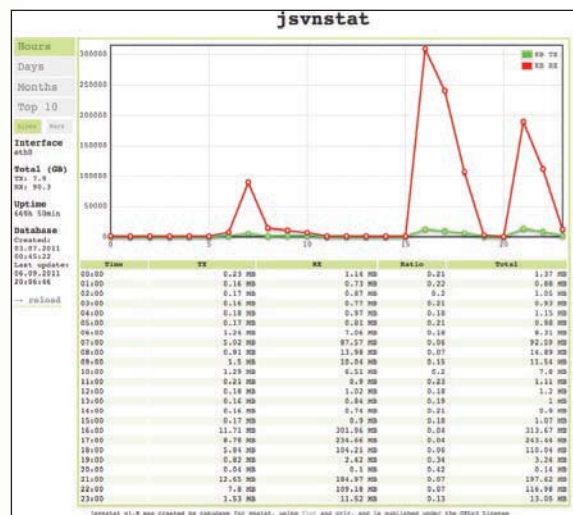 jsvnstat
Hours
Days
Months
Top 10
Lines Bars
Interface
eth0
Total (GB)
TX: 7.9
RX: 90.3
Uptime
668h 50min
Database
Created:
03.07.2011
00:45:22
Last update:
06.09.2011
20:06:46
→ reload
300000
250000
200000
150000
100000
50000
0
0 5 10 15 20
KB TX
KB RX
Time TX RX Ratio Total
00:00 0.23 MB 1.14 MB 0.21 1.37 MB
01:00 0.16 MB 0.73 MB 0.22 0.88 MB
02:00 0.17 MB 0.87 MB 0.2 1.05 MB
03:00 0.16 MB 0.77 MB 0.21 0.93 MB
04:00 0.18 MB 0.97 MB 0.18 1.15 MB
05:00 0.17 MB 0.81 MB 0.21 0.98 MB
06:00 1.26 MB 7.06 MB 0.18 8.31 MB
07:00 5.02 MB 87.57 MB 0.06 92.59 MB
08:00 0.91 MB 13.98 MB 0.07 14.89 MB
09:00 1.5 MB 10.04 MB 0.15 11.54 MB
10:00 1.29 MB 6.51 MB 0.2 7.8 MB
11:00 0.21 MB 0.9 MB 0.23 1.11 MB
12:00 0.18 MB 1.02 MB 0.18 1.2 MB
13:00 0.16 MB 0.84 MB 0.19 1 MB
14:00 0.16 MB 0.74 MB 0.21 0.9 MB
15:00 0.17 MB 0.9 MB 0.18 1.07 MB
16:00 11.71 MB 301.96 MB 0.04 313.67 MB
17:00 8.78 MB 234.66 MB 0.04 243.44 MB
18:00 5.84 MB 104.21 MB 0.06 110.04 MB
19:00 0.82 MB 2.42 MB 0.34 3.24 MB
20:00 0.04 MB 0.1 MB 0.42 0.14 MB
21:00 12.65 MB 184.97 MB 0.07 197.62 MB
22:00 7.8 MB 109.18 MB 0.07 116.98 MB
23:00 1.53 MB 11.52 MB 0.13 13.05 MB
jsvnstat was created by for vnstat, using and and is published under the GPLv3 License